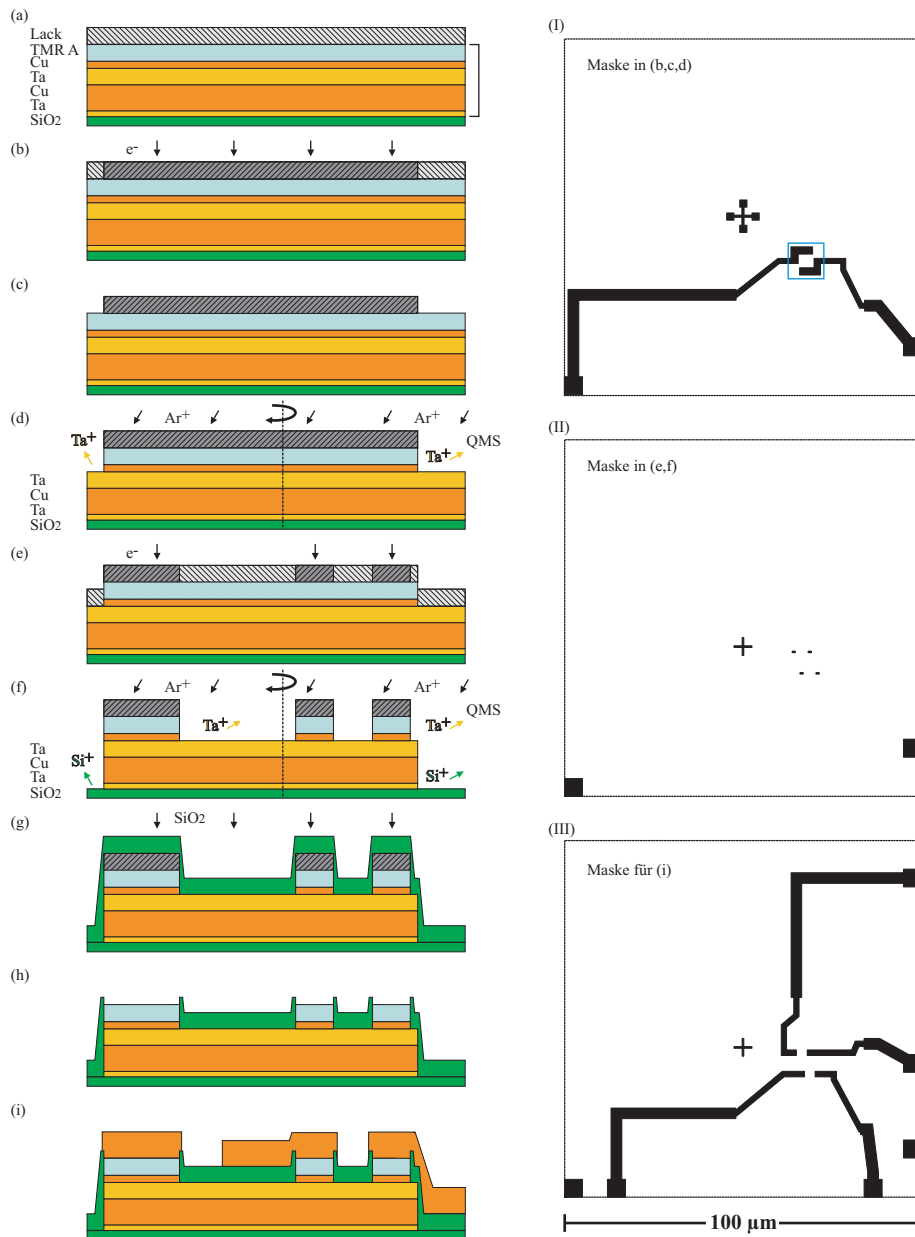 (a)
Lack
TMR A
Cu
Ta
Cu
Ta
SiO2
(b)
e-
(c)
(d)
Ar+
Ar+
Ta+
Ta+
QMS
Ta
Cu
Ta
SiO2
(e)
e-
(f)
Ar+
Ar+
Ta+
Ta+
QMS
Ta
Cu
Ta
SiO2
Si+
Si+
(g)
SiO2
(h)
(i)
(I)
Maske in (b,c,d)
(II)
Maske in (e,f)
(III)
Maske für (i)
100 µm